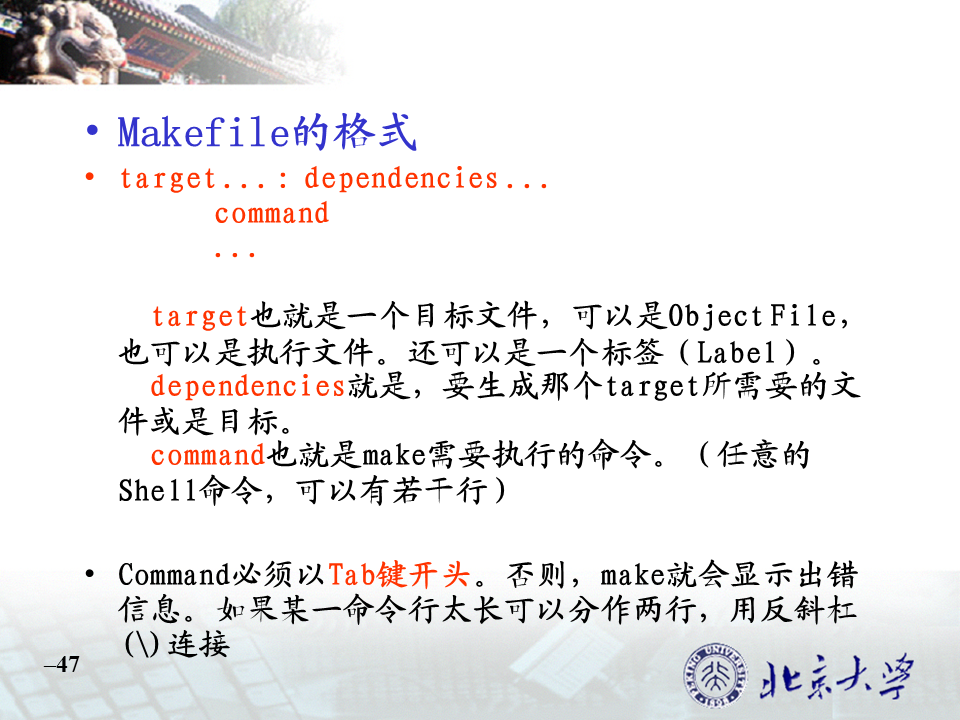 • Makefile的格式
• target...: dependencies...
command
...
target也就是一个目标文件，可以是Object File，
也可以是执行文件。还可以是一个标签（Label）。
dependencies就是，要生成那个target所需要的文
件或是目标。
command也就是make需要执行的命令。（任意的
Shell命令，可以有若干行）
• Command必须以Tab键开头。否则，make就会显示出错
信息。如果某一命令行太长可以分作两行，用反斜杠
(\)连接
–47
PEKING UNIVERSITY
1898
北京大学